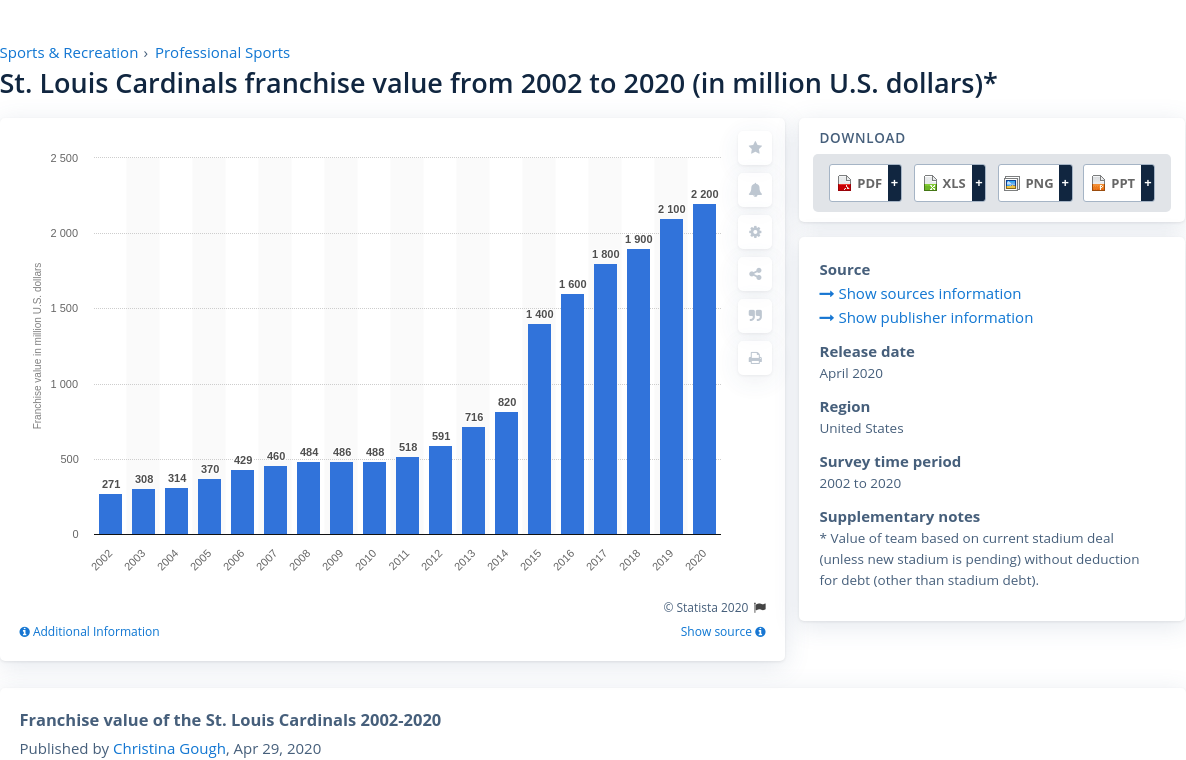 Sports & Recreation › Professional Sports
St. Louis Cardinals franchise value from 2002 to 2020 (in million U.S. dollars)*
Franchise value in million U.S. dollars
2 500
2 000
1 500
1 000
500
0
271
308
314
370
429
460
484
486
488
518
591
716
820
1 400
1 600
1 800
1 900
2 100
2 200
2002
2003
2004
2005
2006
2007
2008
2009
2010
2011
2012
2013
2014
2015
2016
2017
2018
2019
2020
© Statista 2020
Additional Information
Show source
DOWNLOAD
PDF + XLS + PNG + PPT +
Source
Show sources information
Show publisher information
Release date
April 2020
Region
United States
Survey time period
2002 to 2020
Supplementary notes
* Value of team based on current stadium deal
(unless new stadium is pending) without deduction
for debt (other than stadium debt).
Franchise value of the St. Louis Cardinals 2002-2020
Published by Christina Gough, Apr 29, 2020